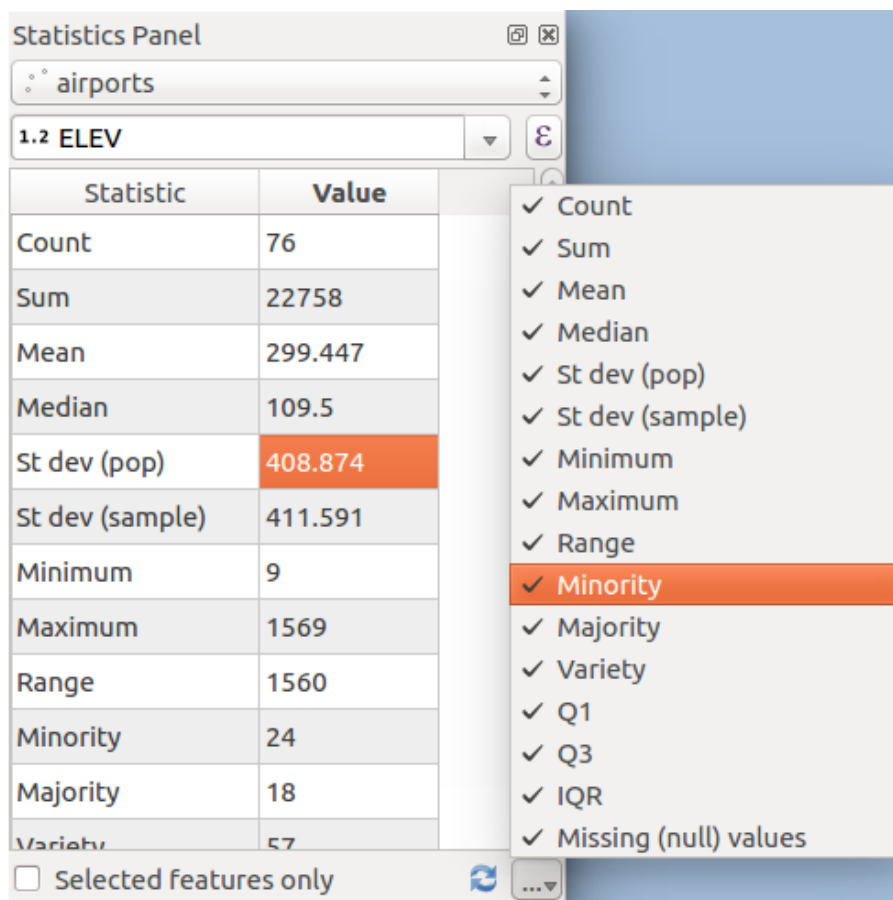 Statistics Panel
airports
1.2 ELEV ε
Statistic Value
Count 76
Sum 22758
Mean 299.447
Median 109.5
St dev (pop) 408.874
St dev (sample) 411.591
Minimum 9
Maximum 1569
Range 1560
Minority 24
Majority 18
Variety 57
Selected features only ...
Count
Sum
Mean
Median
St dev (pop)
St dev (sample)
Minimum
Maximum
Range
Minority
Majority
Variety
Q1
Q3
IQR
Missing (null) values